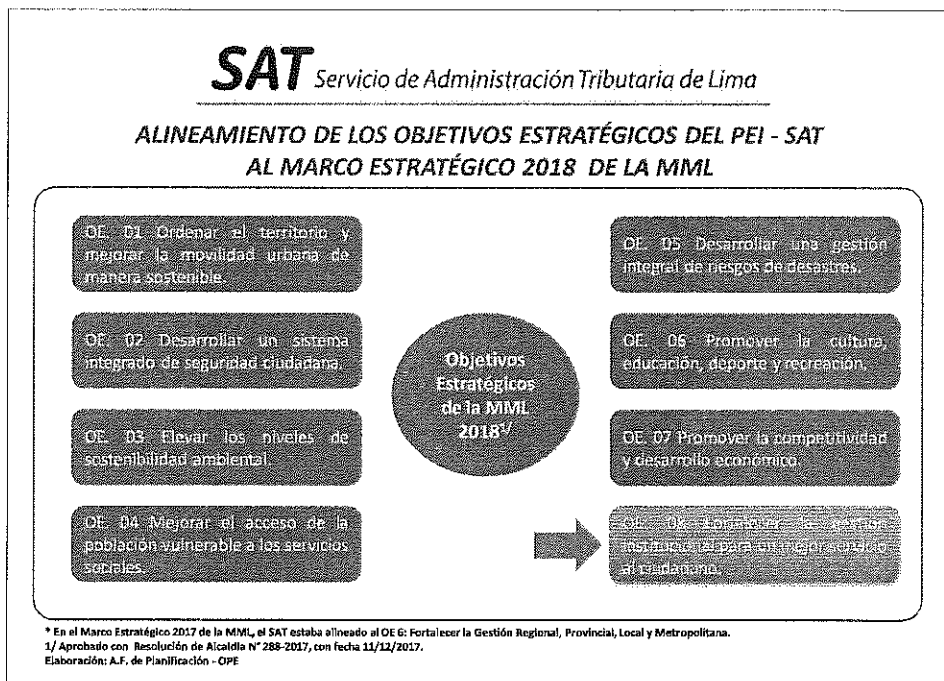 SAT Servicio de Administración Tributaria de Lima
ALINEAMIENTO DE LOS OBJETIVOS ESTRATÉGICOS DEL PEI - SAT
AL MARCO ESTRATÉGICO 2018 DE LA MML
OE. 01 Ordenar el territorio y
mejorar la movilidad urbana de
manera sostenible.
OE. 02 Desarrollar un sistema
integrado de seguridad ciudadana.
OE. 03 Elevar los niveles de
sostenibilidad ambiental.
OE. 04 Mejorar el acceso de la
población vulnerable a los servicios
sociales.
Objetivos
Estratégicos
de la MML
2018 1/
OE. 05 Desarrollar una gestión
integral de riesgos de desastres.
OE. 06 Promover la cultura,
educación, deporte y recreación.
OE. 07 Promover la competitividad
y desarrollo económico.
OE. 08 Fortalecer la gestión
institucional para un mejor servicio
al ciudadano.
* En el Marco Estratégico 2017 de la MML, el SAT estaba alineado al OE 6: Fortalecer la Gestión Regional, Provincial, Local y Metropolitana.
1/ Aprobado con Resolución de Alcaldía N° 288-2017, con fecha 11/12/2017.
Elaboración: A.F. de Planificación - OPE